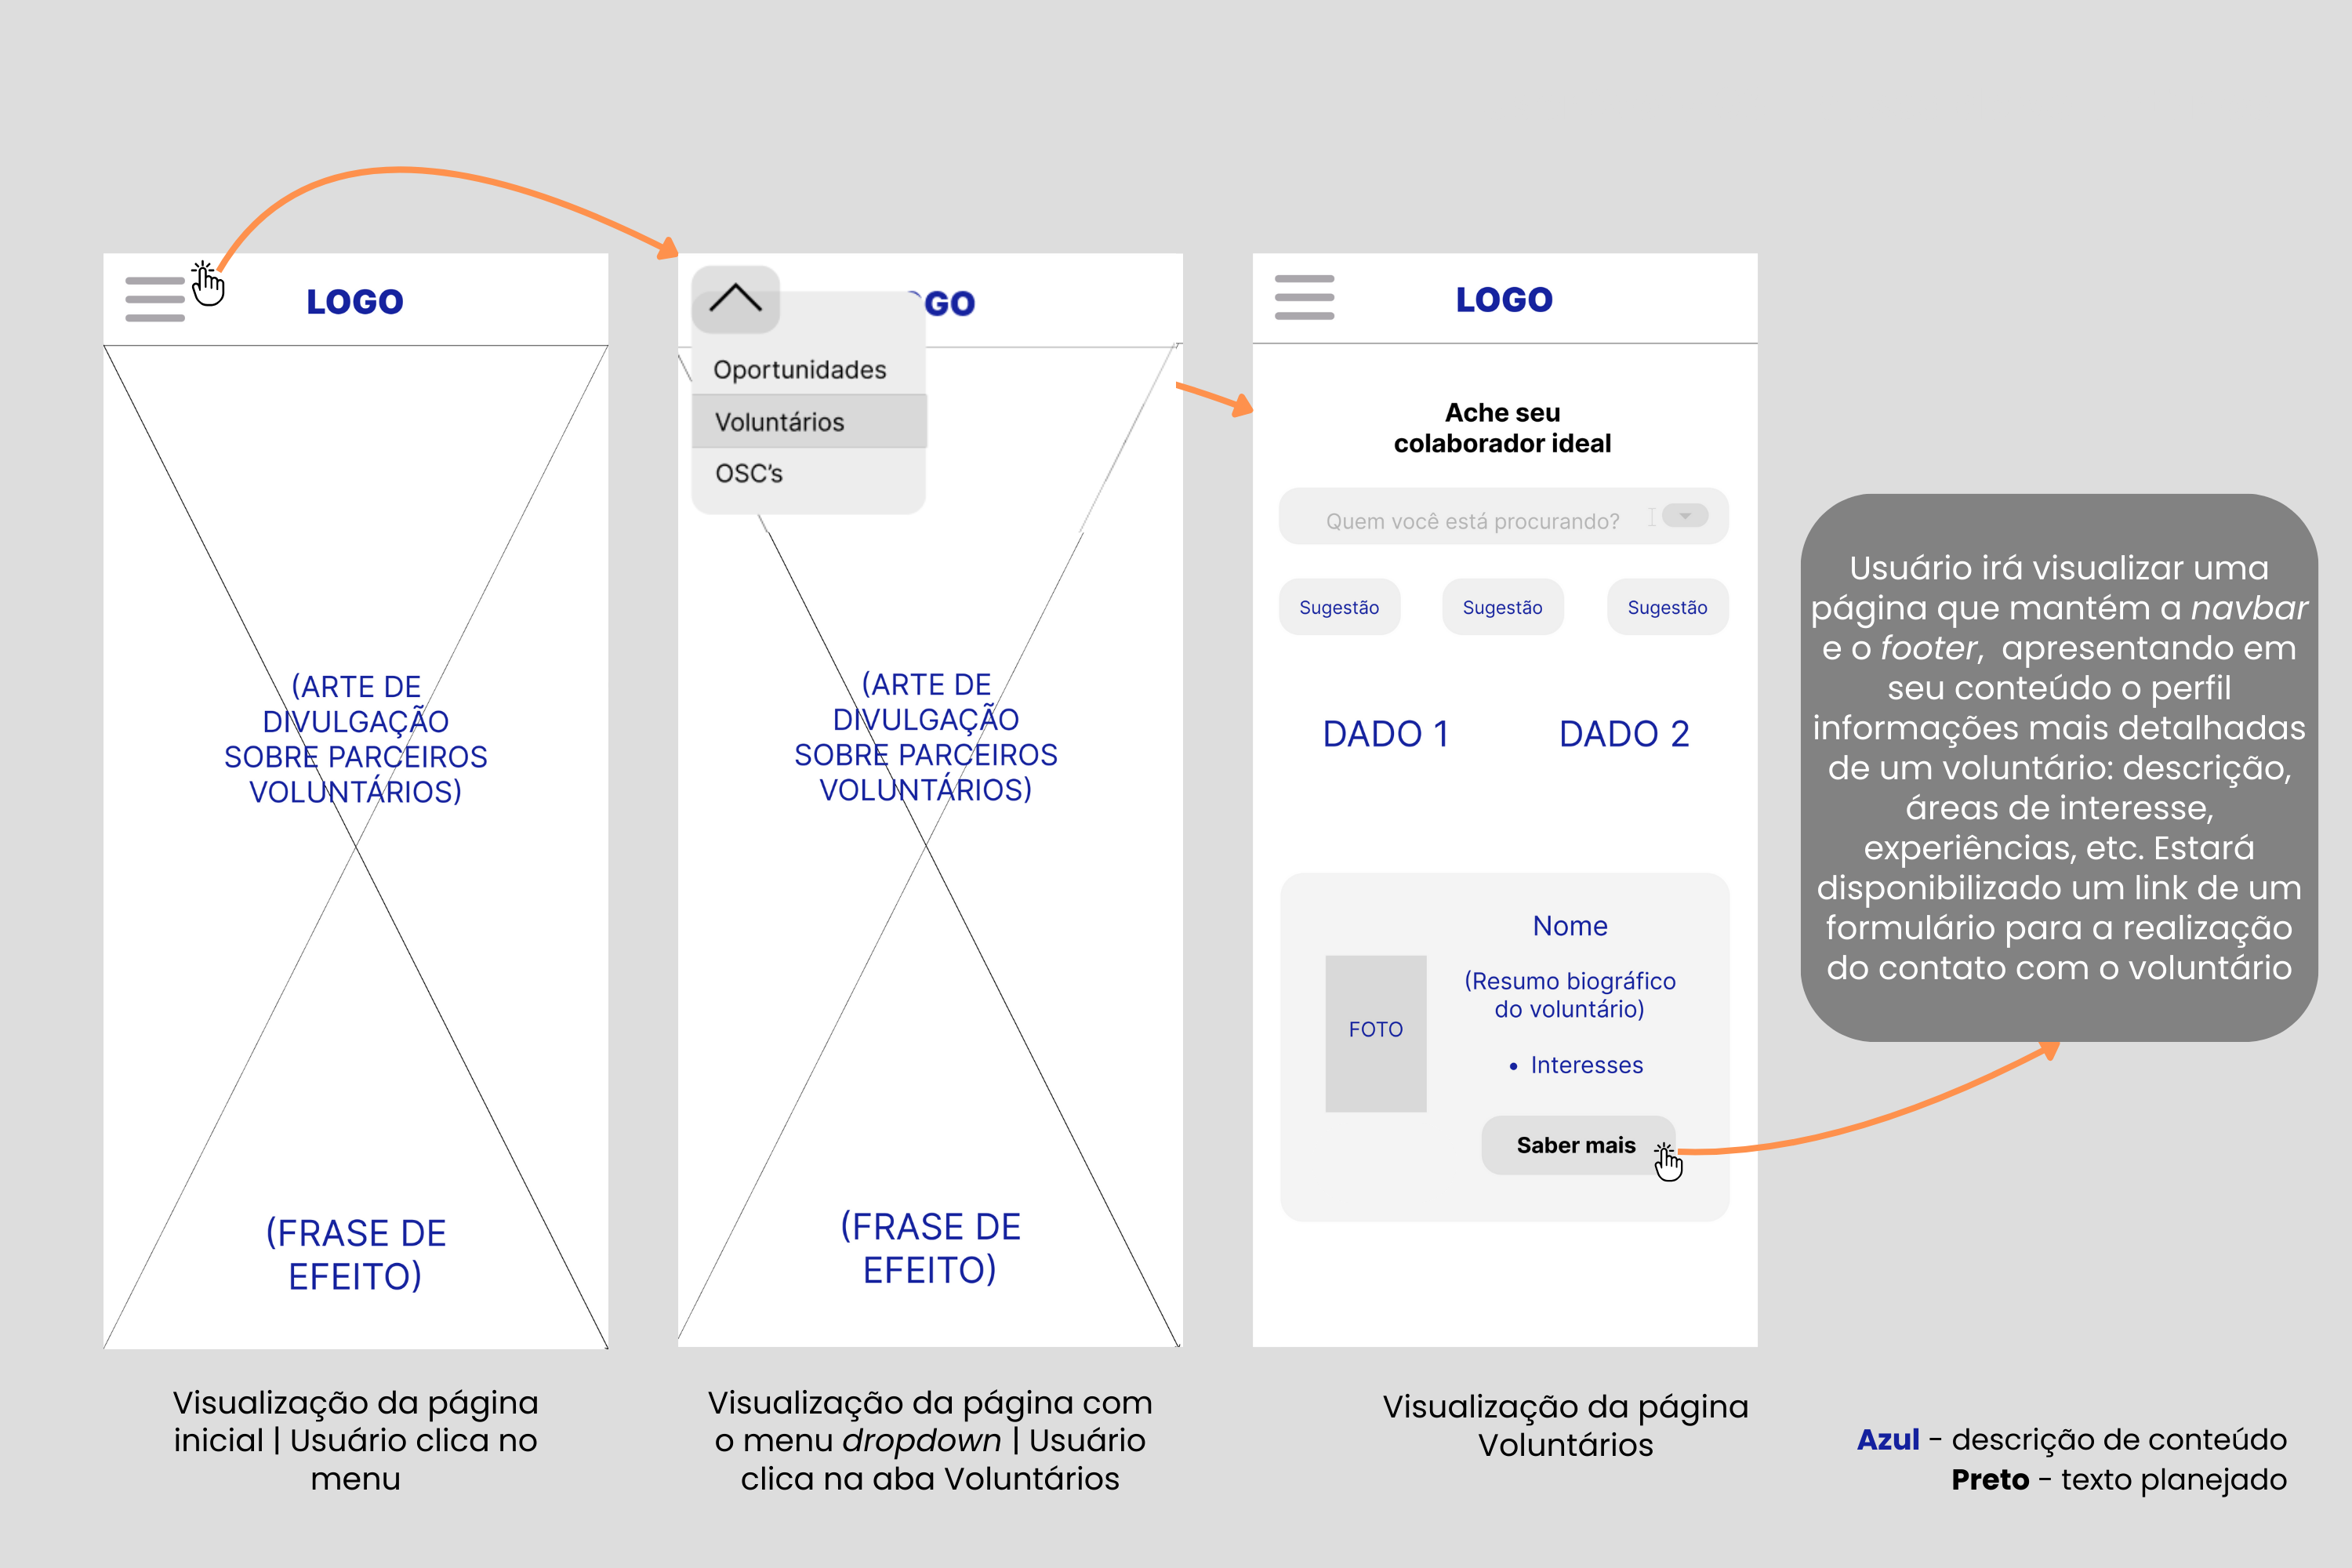 LOGO
(ARTE DE
DIVULGAÇÃO
SOBRE PARCEIROS
VOLUNTÁRIOS)
(FRASE DE
EFEITO)
Visualização da página
inicial | Usuário clica no
menu
GO
Oportunidades
Voluntários
OSC's
(ARTE DE
DIVULGAÇÃO
SOBRE PARCEIROS
VOLUNTÁRIOS)
(FRASE DE
EFEITO)
Visualização da página com
o menu dropdown | Usuário
clica na aba Voluntários
LOGO
Ache seu
colaborador ideal
Quem você está procurando?
Sugestão Sugestão Sugestão
DADO 1 DADO 2
Nome
FOTO
(Resumo biográfico
do voluntário)
• Interesses
Saber mais
Visualização da página
Voluntários
Usuário irá visualizar uma
página que mantém a navbar
e o footer, apresentando em
seu conteúdo o perfil
informações mais detalhadas
de um voluntário: descrição,
áreas de interesse,
experiências, etc. Estará
disponibilizado um link de um
formulário para a realização
do contato com o voluntário
Azul - descrição de conteúdo
Preto - texto planejado